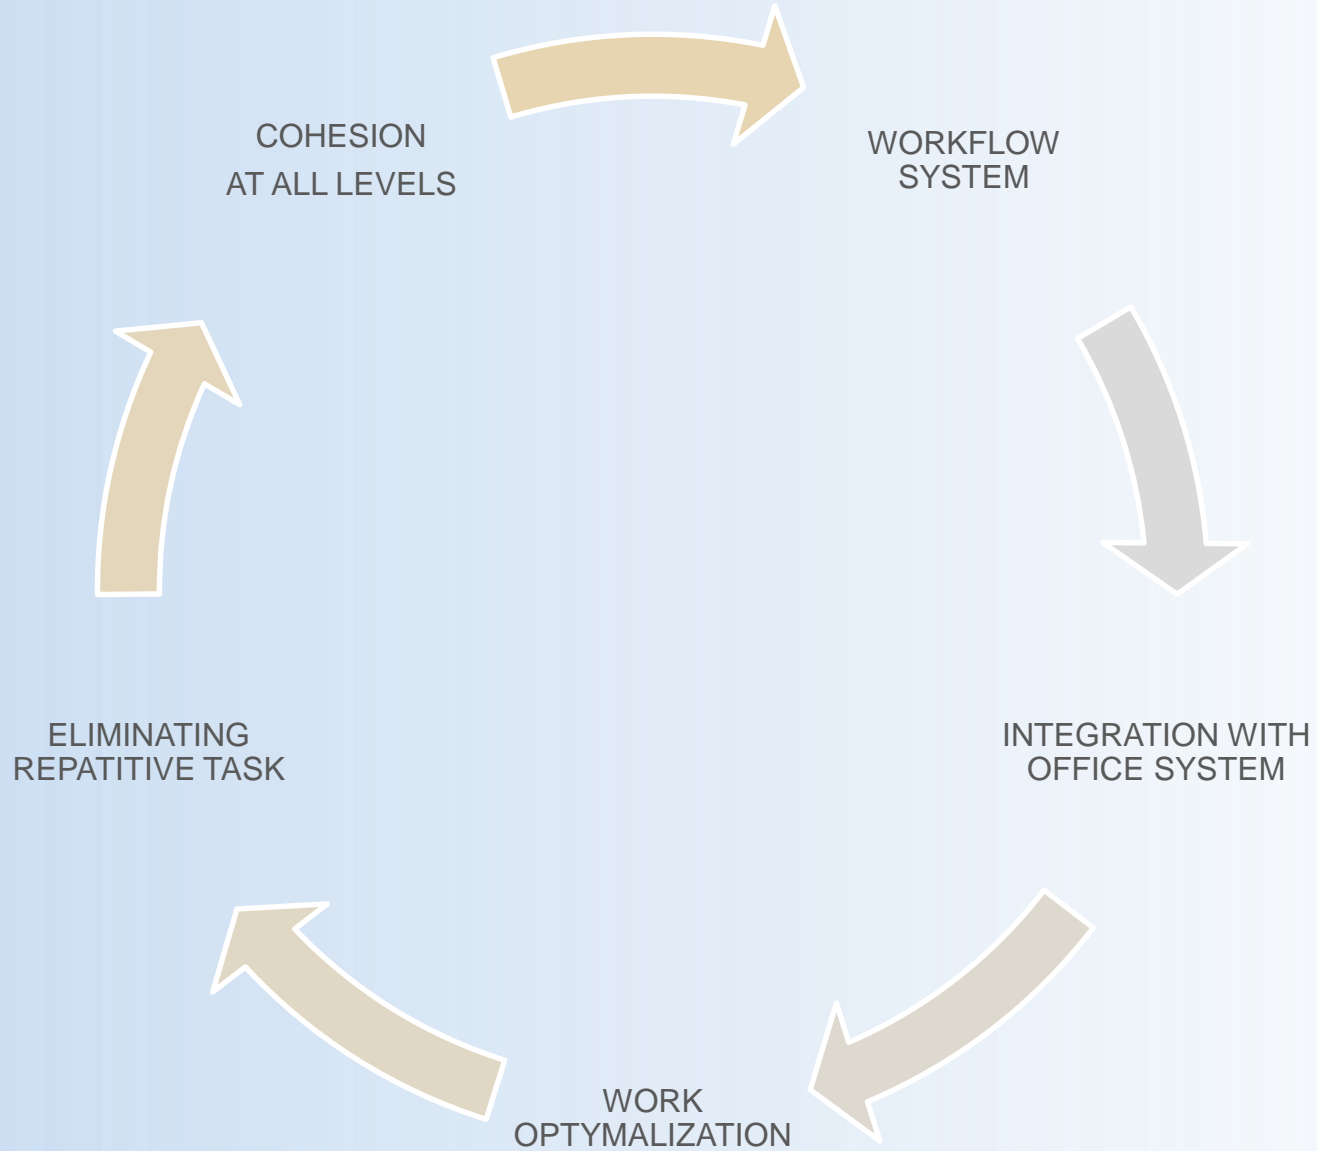 COHESION
AT ALL LEVELS
WORKFLOW
SYSTEM
INTEGRATION WITH
OFFICE SYSTEM
WORK
OPTYMALIZATION
ELIMINATING
REPATITIVE TASK